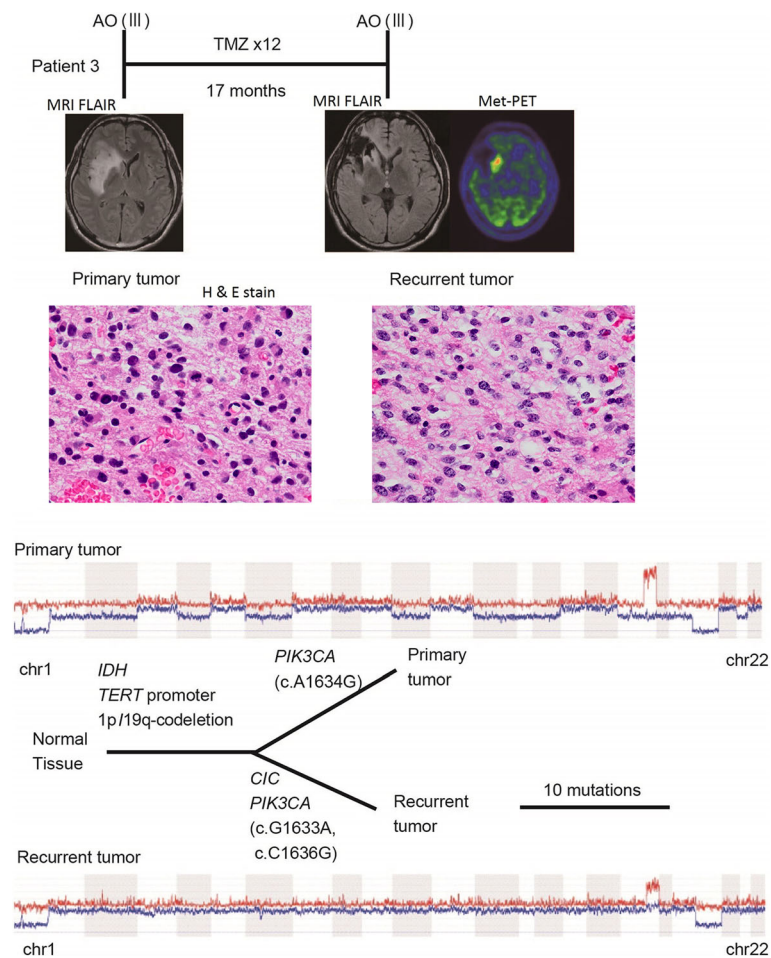 AO (III)
AO (III)
TMZ x12
Patient 3
17 months
MRI FLAIR
MRI FLAIR
Met-PET
Primary tumor
Recurrent tumor
H & E stain
Primary tumor
chr1
chr22
IDH
TERT promoter
1p/19q-codeletion
PIK3CA
(c.A1634G)
Primary
tumor
Normal
Tissue
CIC
PIK3CA
(c.G1633A,
c.C1636G)
Recurrent
tumor
10 mutations
Recurrent tumor
chr1
chr22